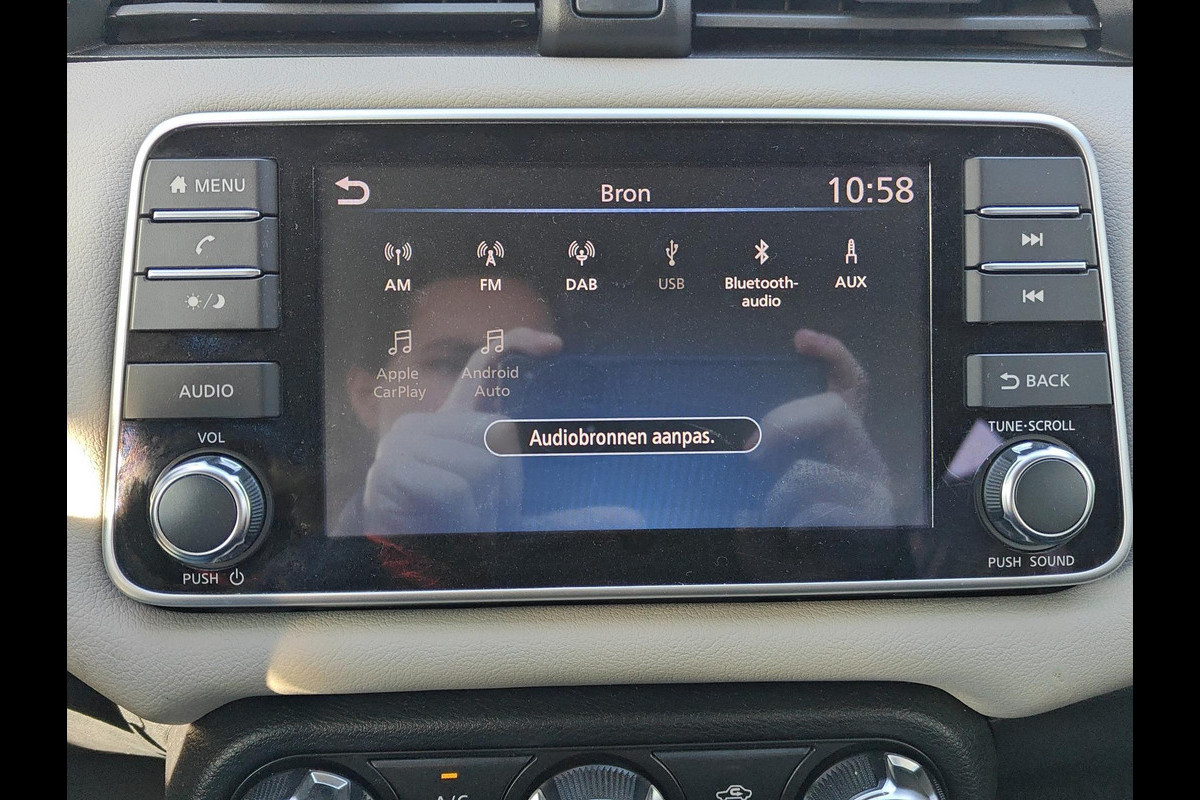 MENU
Bron
10:58
AM
FM
DAB
USB
Bluetooth-
audio
AUX
Apple
CarPlay
Android
Auto
Audiobronnen aanpas.
AUDIO
BACK
VOL
TUNE·SCROLL
PUSH
PUSH SOUND
A/C